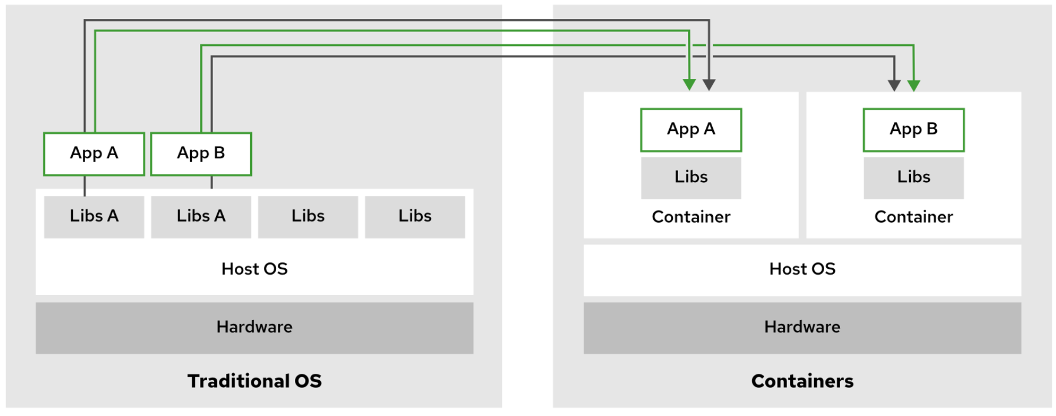 App A
App B
Libs A
Libs A
Libs
Libs
Host OS
Hardware
Traditional OS
App A
Libs
Container
App B
Libs
Container
Host OS
Hardware
Containers